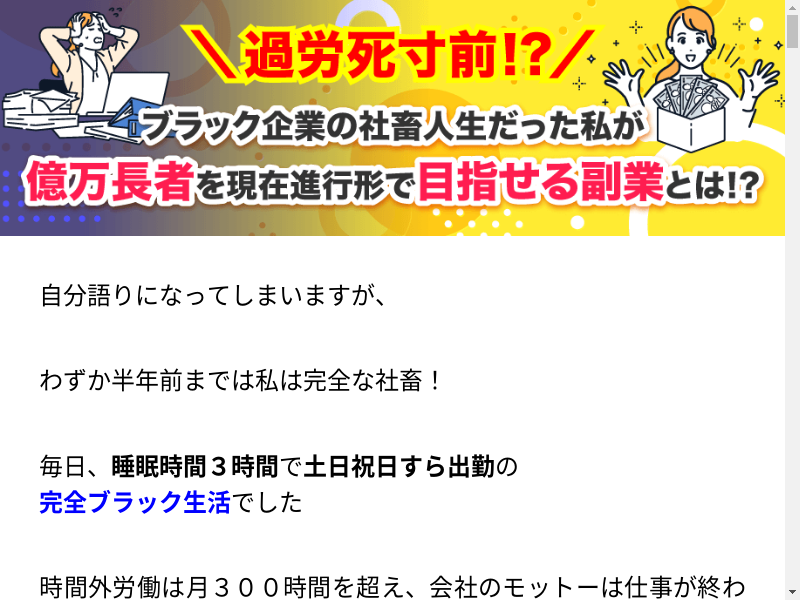 ＼過労死寸前!?／
ブラック企業の社畜人生だった私が
億万長者を現在進行形で目指せる副業とは!?
自分語りになってしまいますが、
わずか半年前までは私は完全な社畜！
毎日、睡眠時間３時間で土日祝日すら出勤の
完全ブラック生活でした
時間外労働は月３００時間を超え、会社のモットーは仕事が終わ